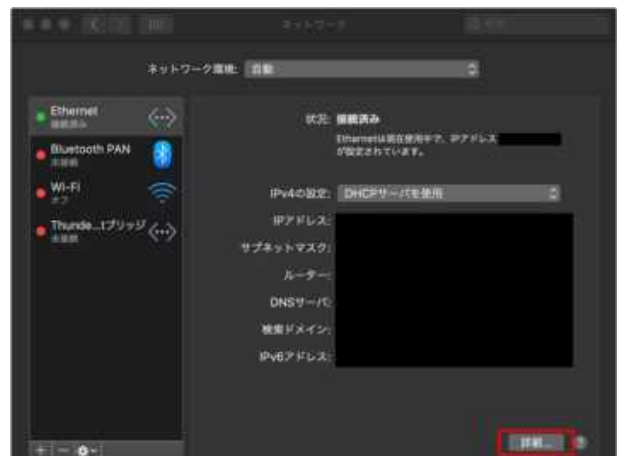 ネットワーク
ネットワーク環境: 自動
Ethernet
接続済み
Bluetooth PAN
未接続
Wi-Fi
オフ
Thunde...tブリッジ
未接続
状況: 接続済み
Ethernetは現在使用中で、IPアドレス
が設定されています。
IPv4の設定: DHCPサーバを使用
IPアドレス:
サブネットマスク:
ルーター:
DNSサーバ:
検索ドメイン:
IPv6アドレス:
詳細...
?